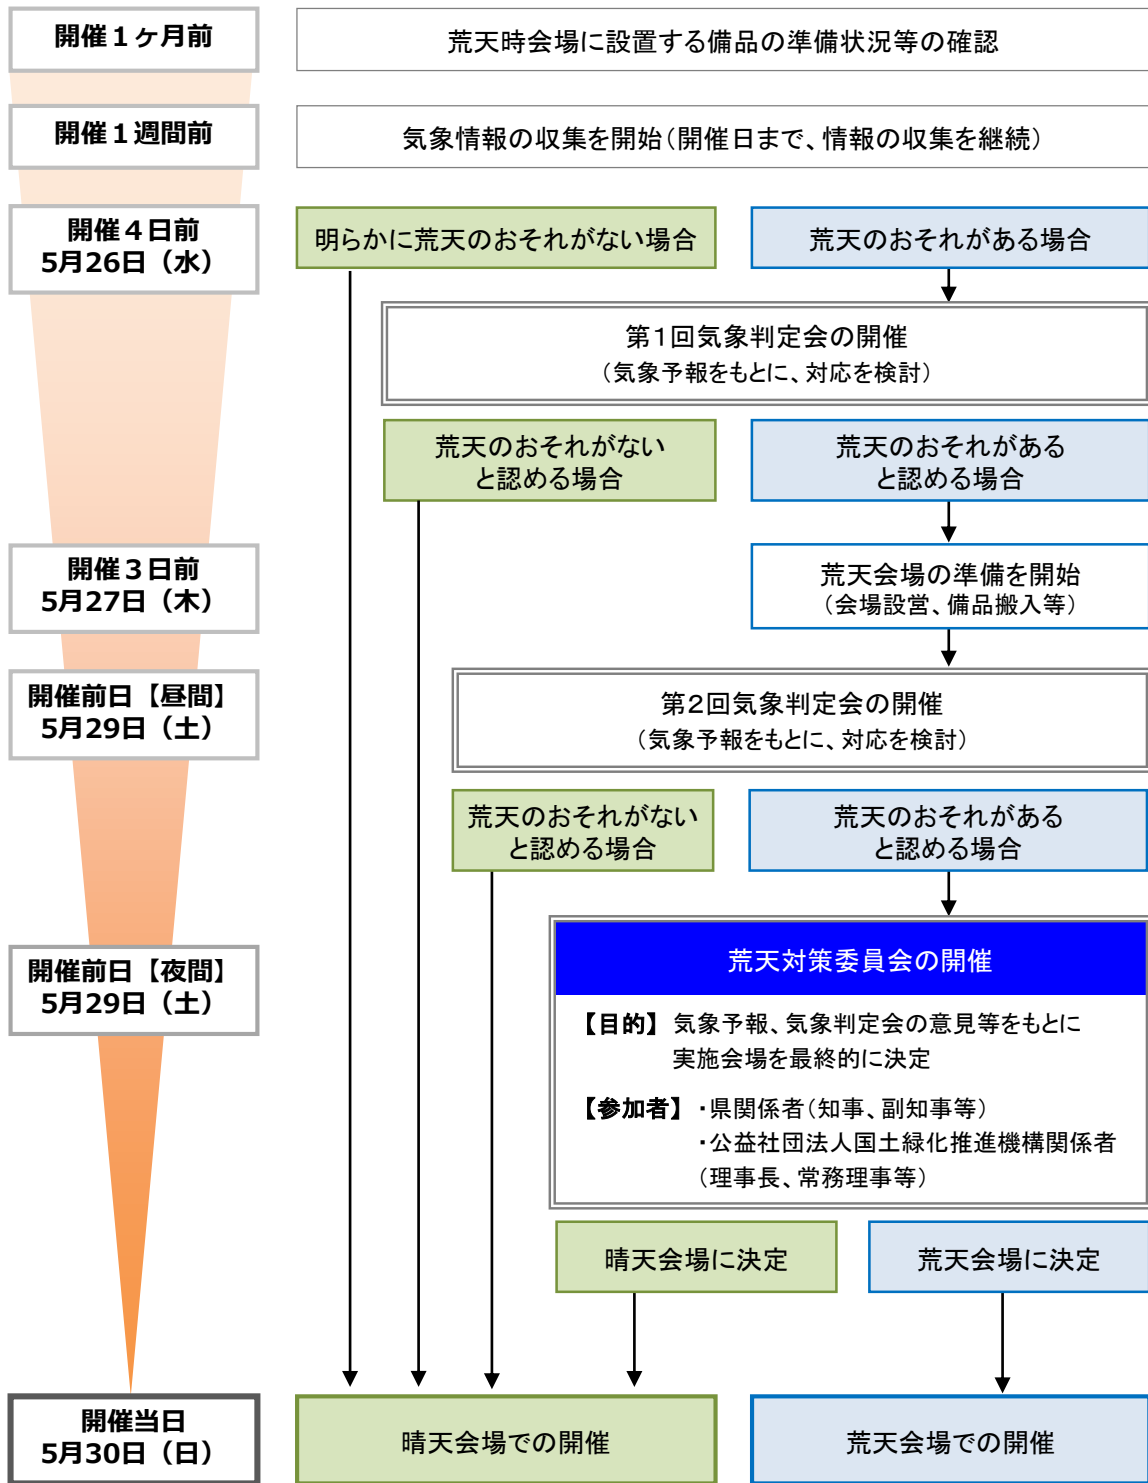 開催１ヶ月前
荒天時会場に設置する備品の準備状況等の確認
開催１週間前
気象情報の収集を開始（開催日まで、情報の収集を継続）
開催４日前
5月26日（水）
明らかに荒天のおそれがない場合
荒天のおそれがある場合
第１回気象判定会の開催
（気象予報をもとに、対応を検討）
荒天のおそれがない
と認める場合
荒天のおそれがある
と認める場合
開催３日前
5月27日（木）
荒天会場の準備を開始
（会場設営、備品搬入等）
開催前日【昼間】
5月29日（土）
第２回気象判定会の開催
（気象予報をもとに、対応を検討）
荒天のおそれがない
と認める場合
荒天のおそれがある
と認める場合
開催前日【夜間】
5月29日（土）
荒天対策委員会の開催
【目的】 気象予報、気象判定会の意見等をもとに
実施会場を最終的に決定
【参加者】 ・県関係者（知事、副知事等）
・公益社団法人国土緑化推進機構関係者
（理事長、常務理事等）
晴天会場に決定
荒天会場に決定
開催当日
5月30日（日）
晴天会場での開催
荒天会場での開催